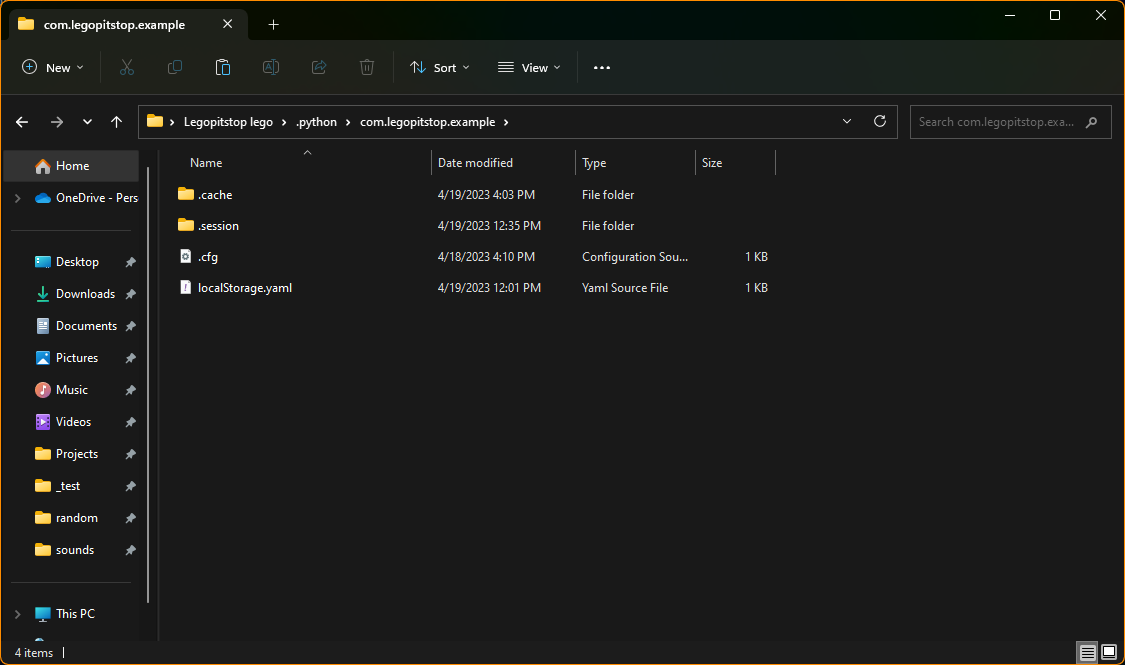 com.legopitstop.example
New Sort View
Legopitstop lego .python com.legopitstop.example Search com.legopitstop.exa...
Home
OneDrive - Pers
Desktop
Downloads
Documents
Pictures
Music
Videos
Projects
_test
random
sounds
This PC
Name Date modified Type Size
.cache 4/19/2023 4:03 PM File folder
.session 4/19/2023 12:35 PM File folder
.cfg 4/18/2023 4:10 PM Configuration Sou... 1 KB
localStorage.yaml 4/19/2023 12:01 PM Yaml Source File 1 KB
4 items